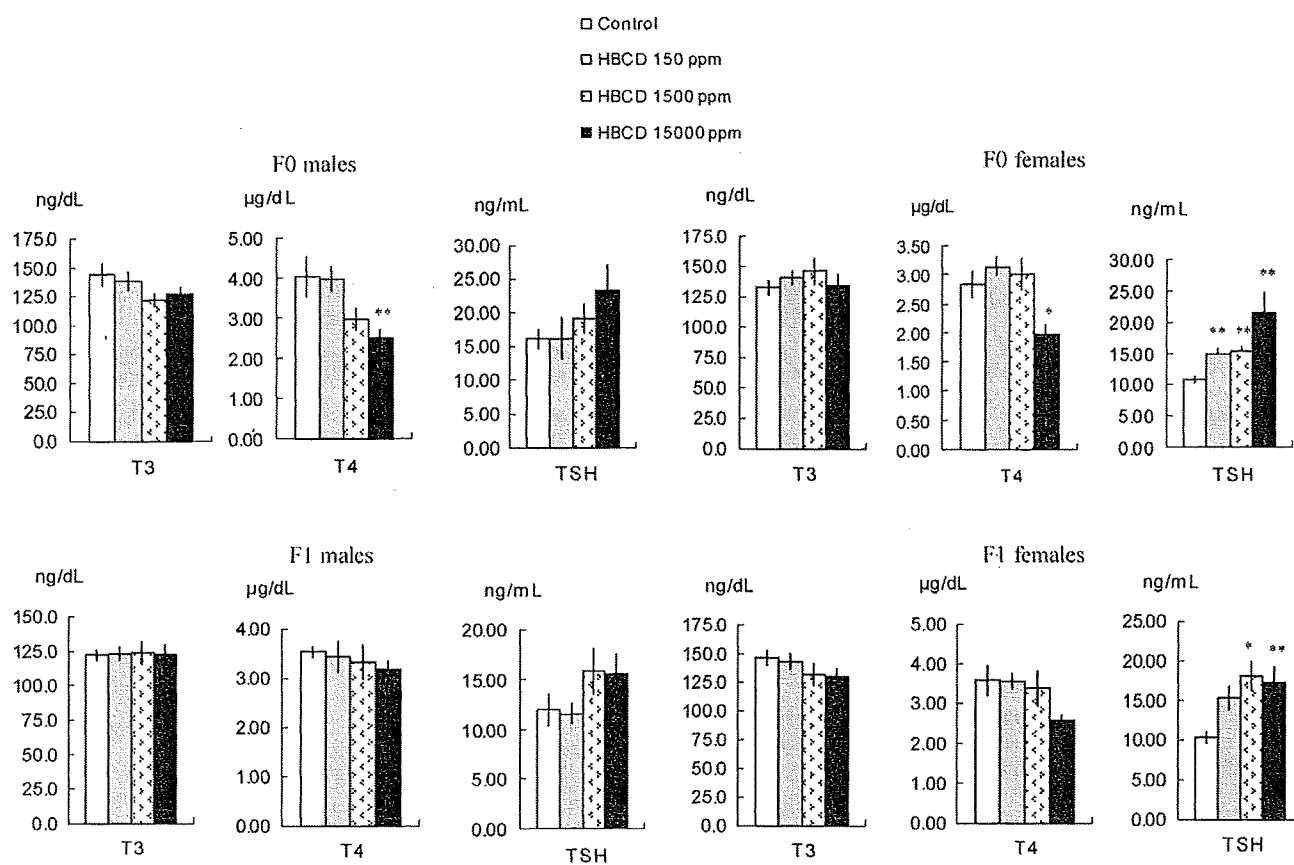 Control
HBCD 150 ppm
HBCD 1500 ppm
HBCD 15000 ppm
F0 males
F0 females
ng/dL
175.0
150.0
125.0
100.0
75.0
50.0
25.0
0.0
T3
µg/dL
5.00
4.00
3.00
2.00
1.00
0.00
**
T4
ng/mL
30.00
25.00
20.00
15.00
10.00
5.00
0.00
TSH
ng/dL
175.0
150.0
125.0
100.0
75.0
50.0
25.0
0.0
T3
µg/dL
3.50
3.00
2.50
2.00
1.50
1.00
0.50
0.00
*
T4
ng/mL
30.00
25.00
20.00
15.00
10.00
5.00
0.00
** ** **
TSH
F1 males
F1 females
ng/dL
150.0
125.0
100.0
75.0
50.0
25.0
0.0
T3
µg/dL
4.00
3.00
2.00
1.00
0.00
T4
ng/mL
20.00
15.00
10.00
5.00
0.00
TSH
ng/dL
175.0
150.0
125.0
100.0
75.0
50.0
25.0
0.0
T3
µg/dL
5.00
4.00
3.00
2.00
1.00
0.00
T4
ng/mL
25.00
20.00
15.00
10.00
5.00
0.00
* **
TSH